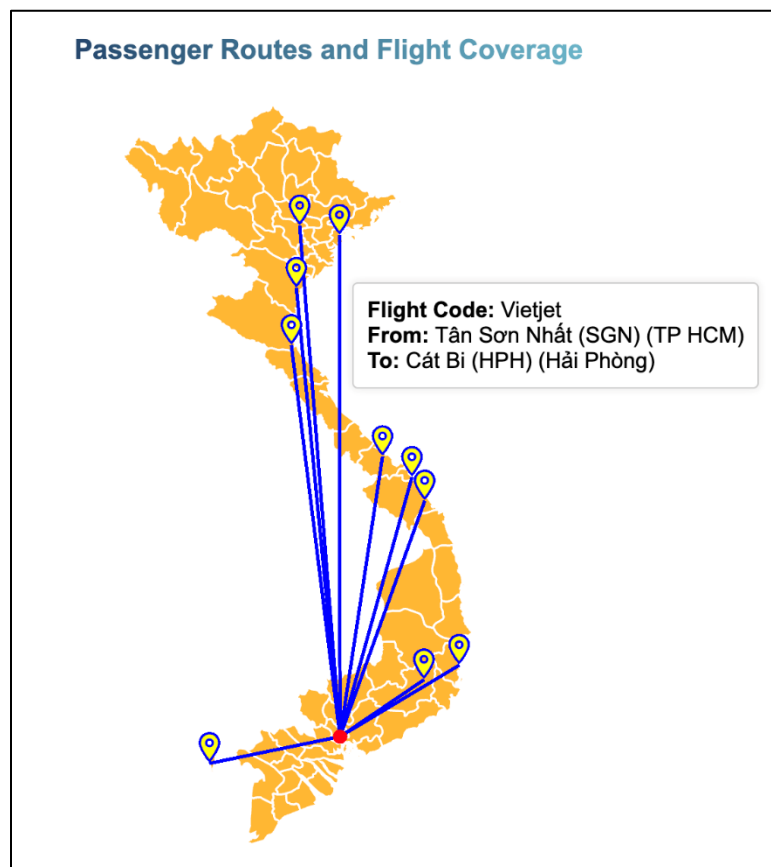 Passenger Routes and Flight Coverage
Flight Code: Vietjet
From: Tân Sơn Nhất (SGN) (TP HCM)
To: Cát Bi (HPH) (Hải Phòng)